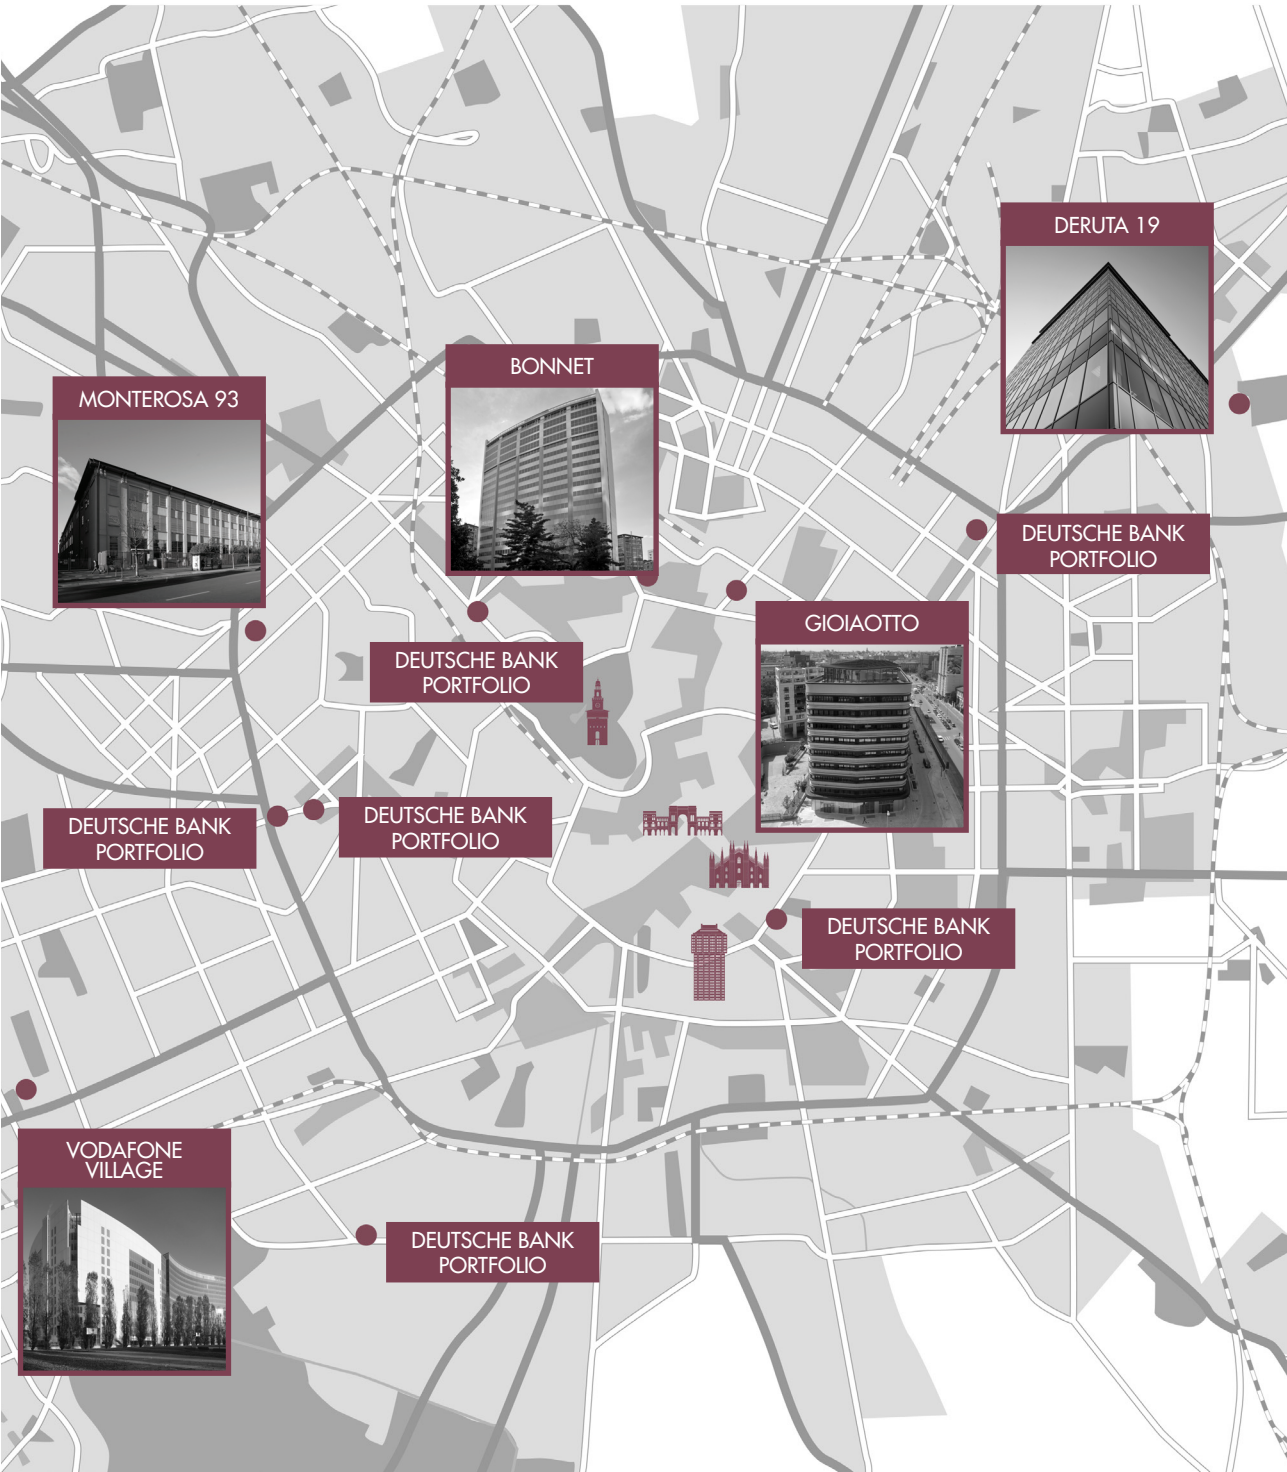 DERUTA 19
BONNET
MONTEROSA 93
DEUTSCHE BANK
PORTFOLIO
GIOIAOTTO
DEUTSCHE BANK
PORTFOLIO
DEUTSCHE BANK
PORTFOLIO
DEUTSCHE BANK
PORTFOLIO
DEUTSCHE BANK
PORTFOLIO
VODAFONE
VILLAGE
DEUTSCHE BANK
PORTFOLIO